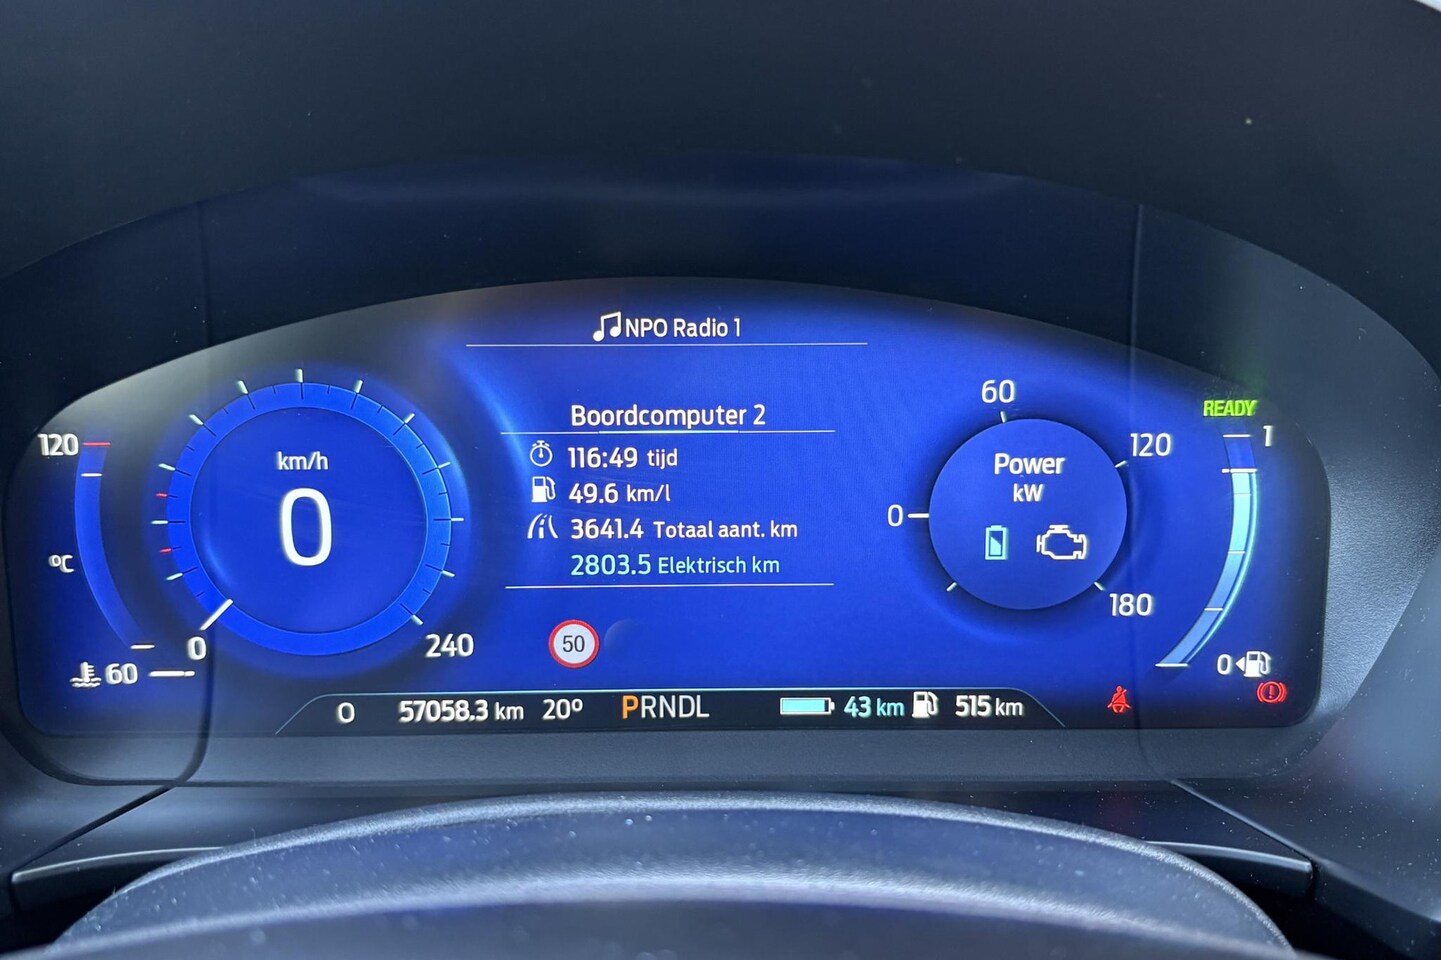 NPO Radio 1
Boordcomputer 2
116:49 tijd
49.6 km/l
3641.4 Totaal aant. km
2803.5 Elektrisch km
50
120
°C
60
km/h
0
0
240
60
0
120
180
Power
kW
READY
1
0
0 57058.3 km 20° PRNDL 43 km 515 km